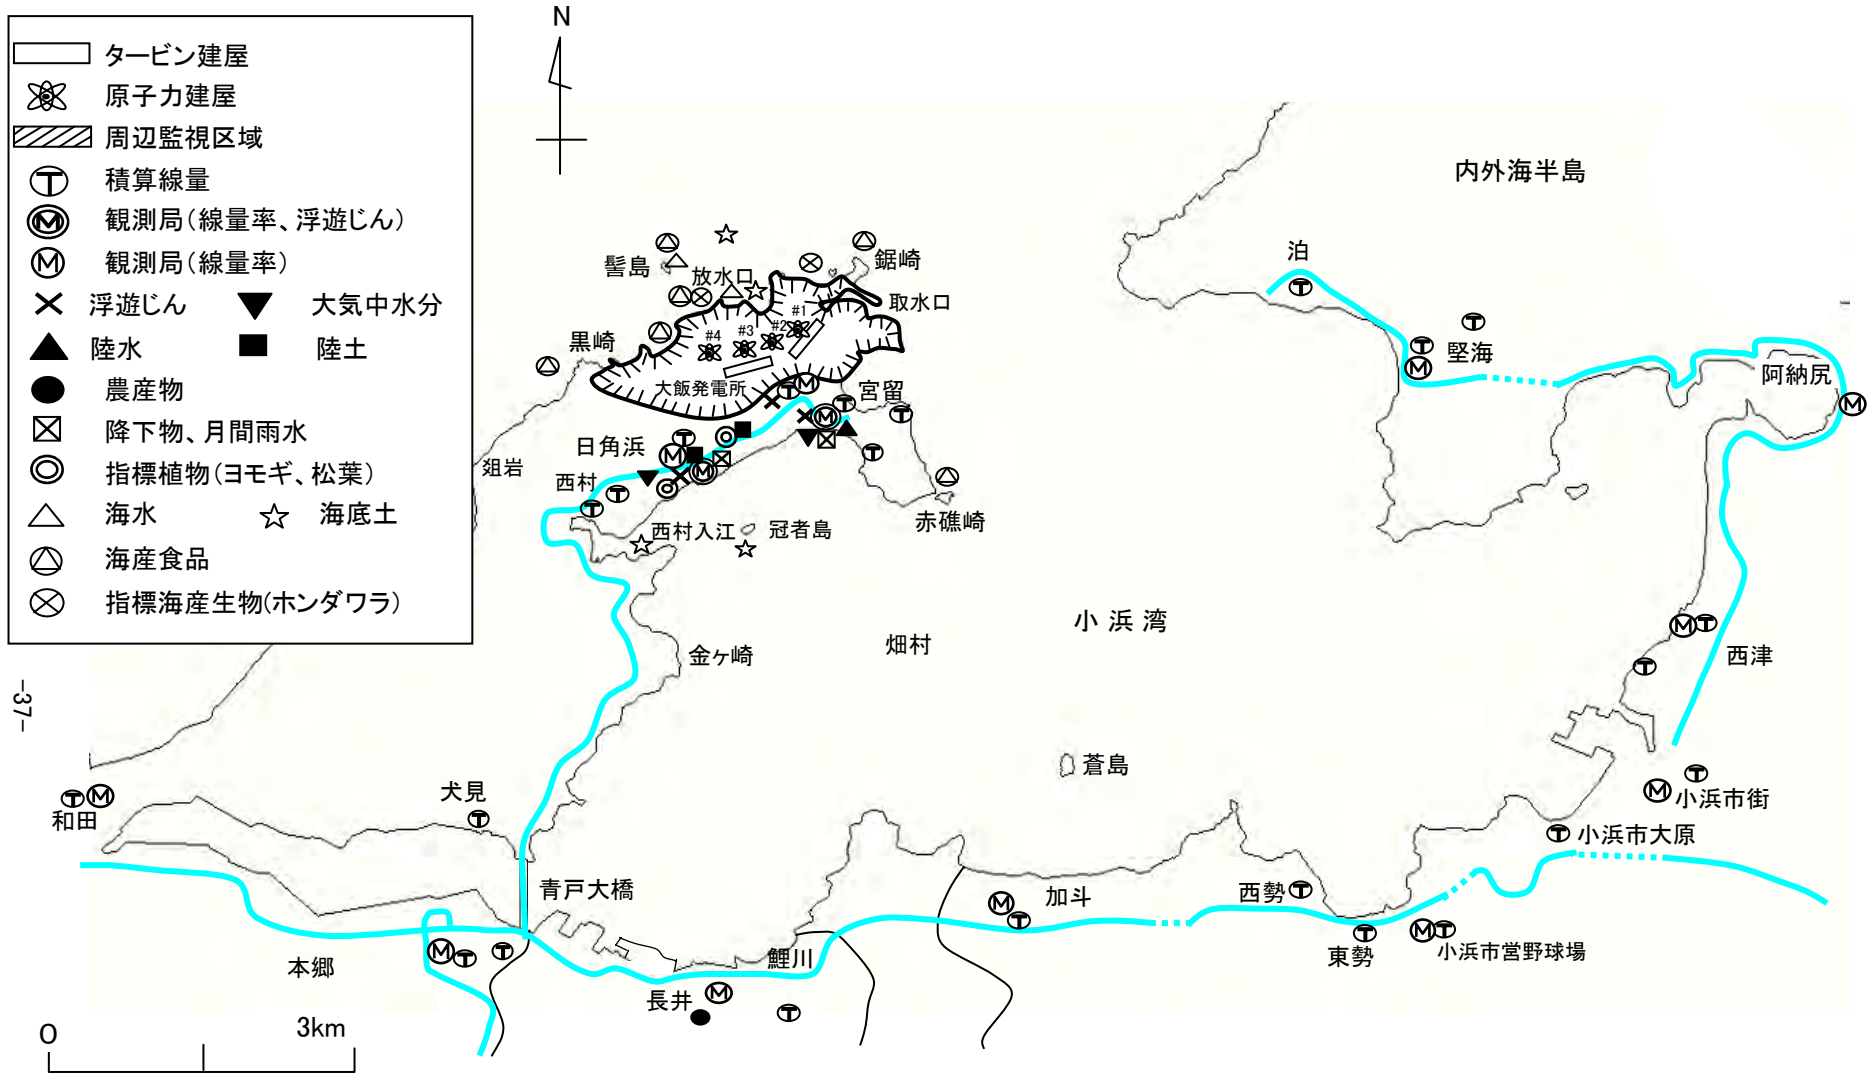 タービン建屋
原子力建屋
周辺監視区域
T 積算線量
M 観測局(線量率、浮遊じん)
M 観測局(線量率)
浮遊じん 大気中水分
陸水 陸土
農産物
降下物、月間雨水
指標植物(ヨモギ、松葉)
海水 海底土
海産食品
指標海産生物(ホンダワラ)
N
内外海半島
泊
堅海
阿納尻
鋸崎
髻島
放水口
取水口
#1
#2
#3
#4
黒崎
大飯発電所
宮留
日角浜
爼岩
西村
西村入江
冠者島
赤礁崎
小浜湾
畑村
金ヶ崎
西津
蒼島
小浜市街
小浜市大原
犬見
和田
青戸大橋
加斗
西勢
東勢
小浜市営野球場
本郷
鯉川
長井
0 3km
-37-